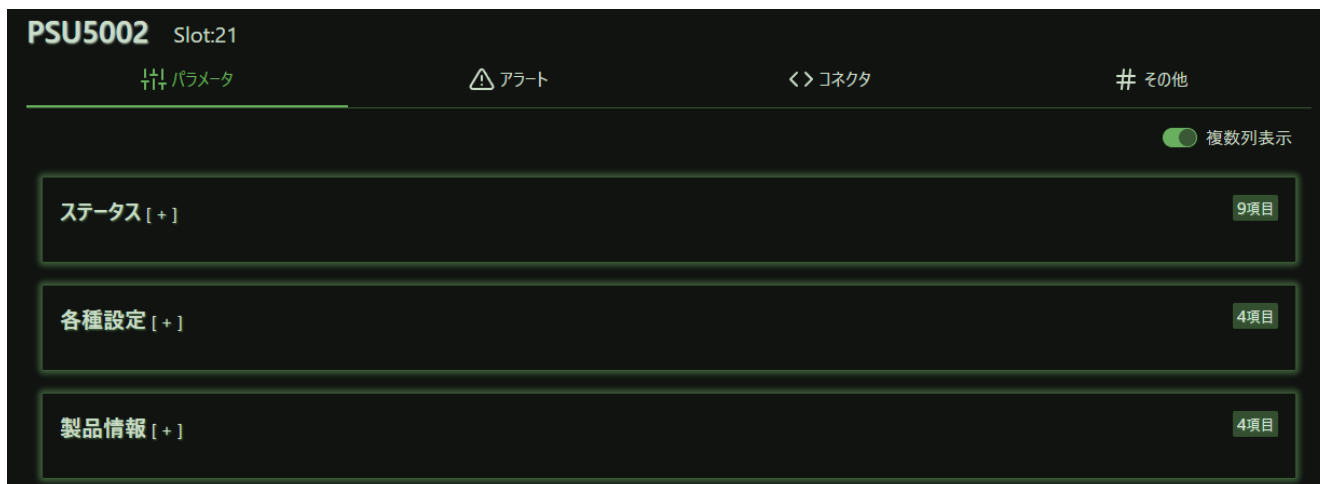 PSU5002 Slot:21
パラメータ アラート コネクタ その他
複数列表示
ステータス [ + ] 9項目
各種設定 [ + ] 4項目
製品情報 [ + ] 4項目